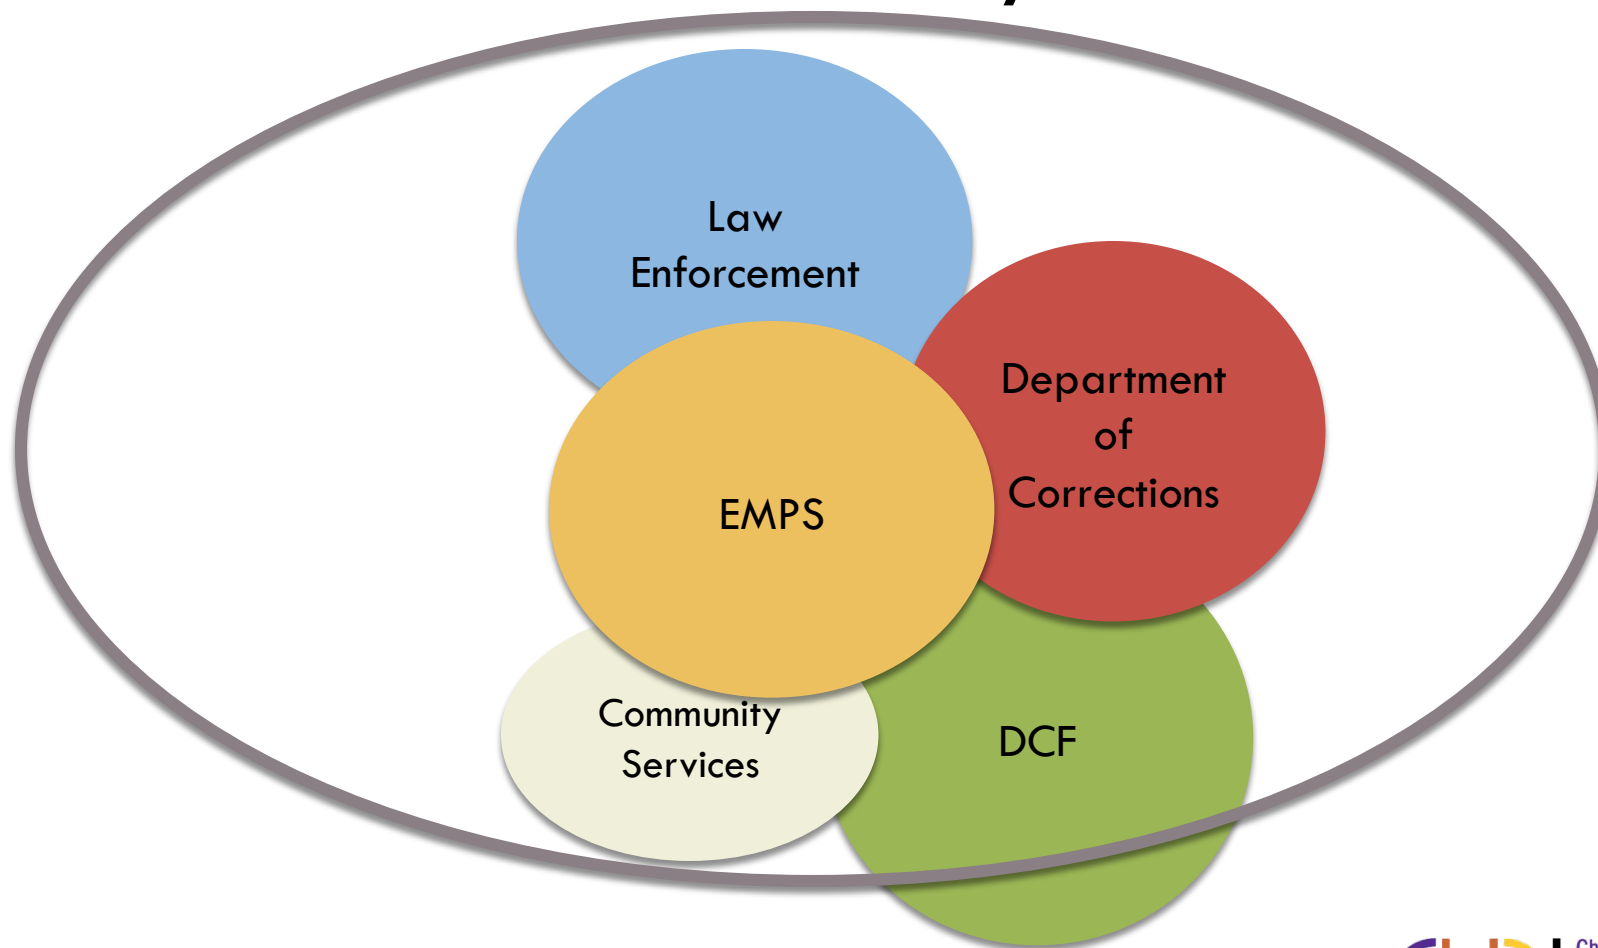 Law
Enforcement
Department
of
Corrections
EMPS
Community
Services
DCF